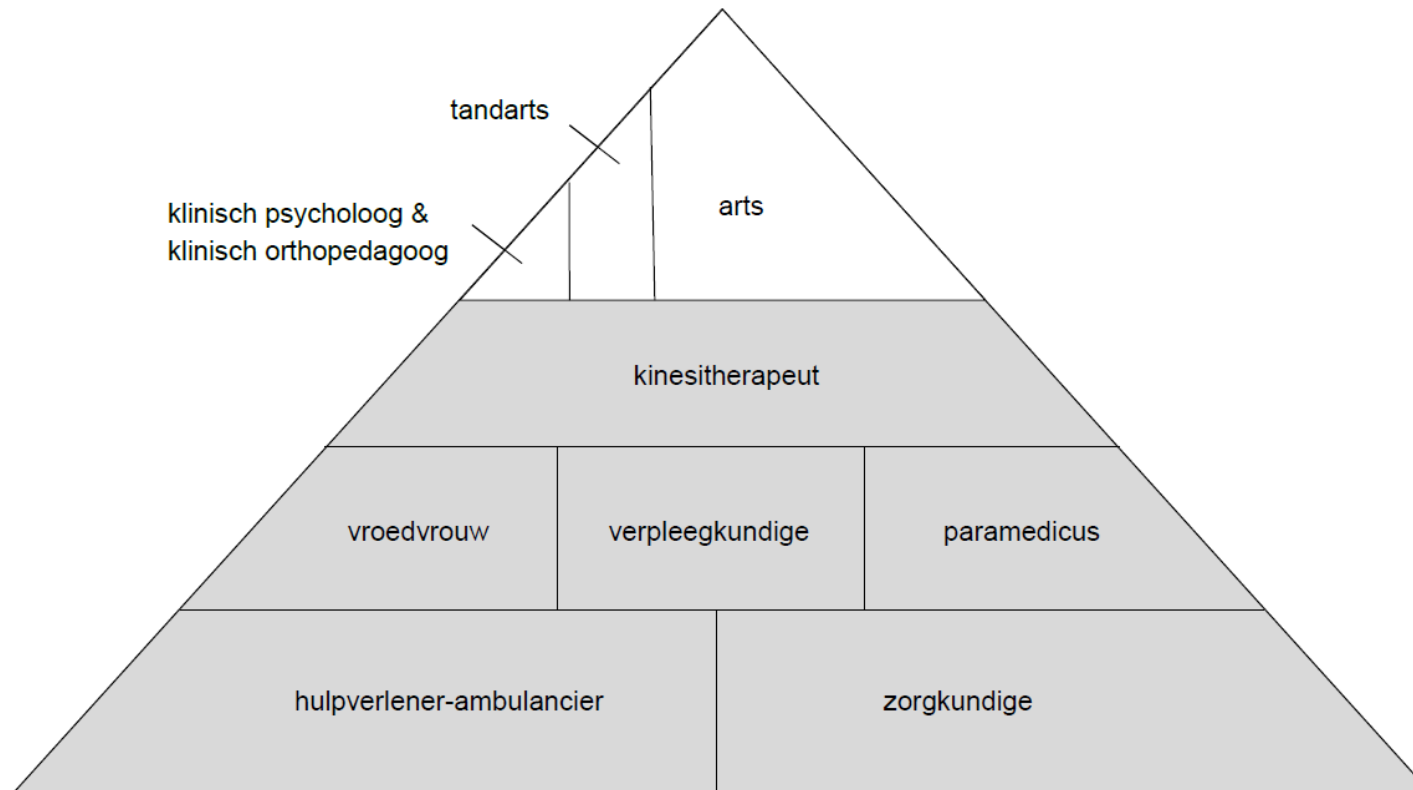 tandarts
klinisch psycholoog &
klinisch orthopedagoog
arts
kinesitherapeut
vroedvrouw
verpleegkundige
paramedicus
hulpverlener-ambulancier
zorgkundige